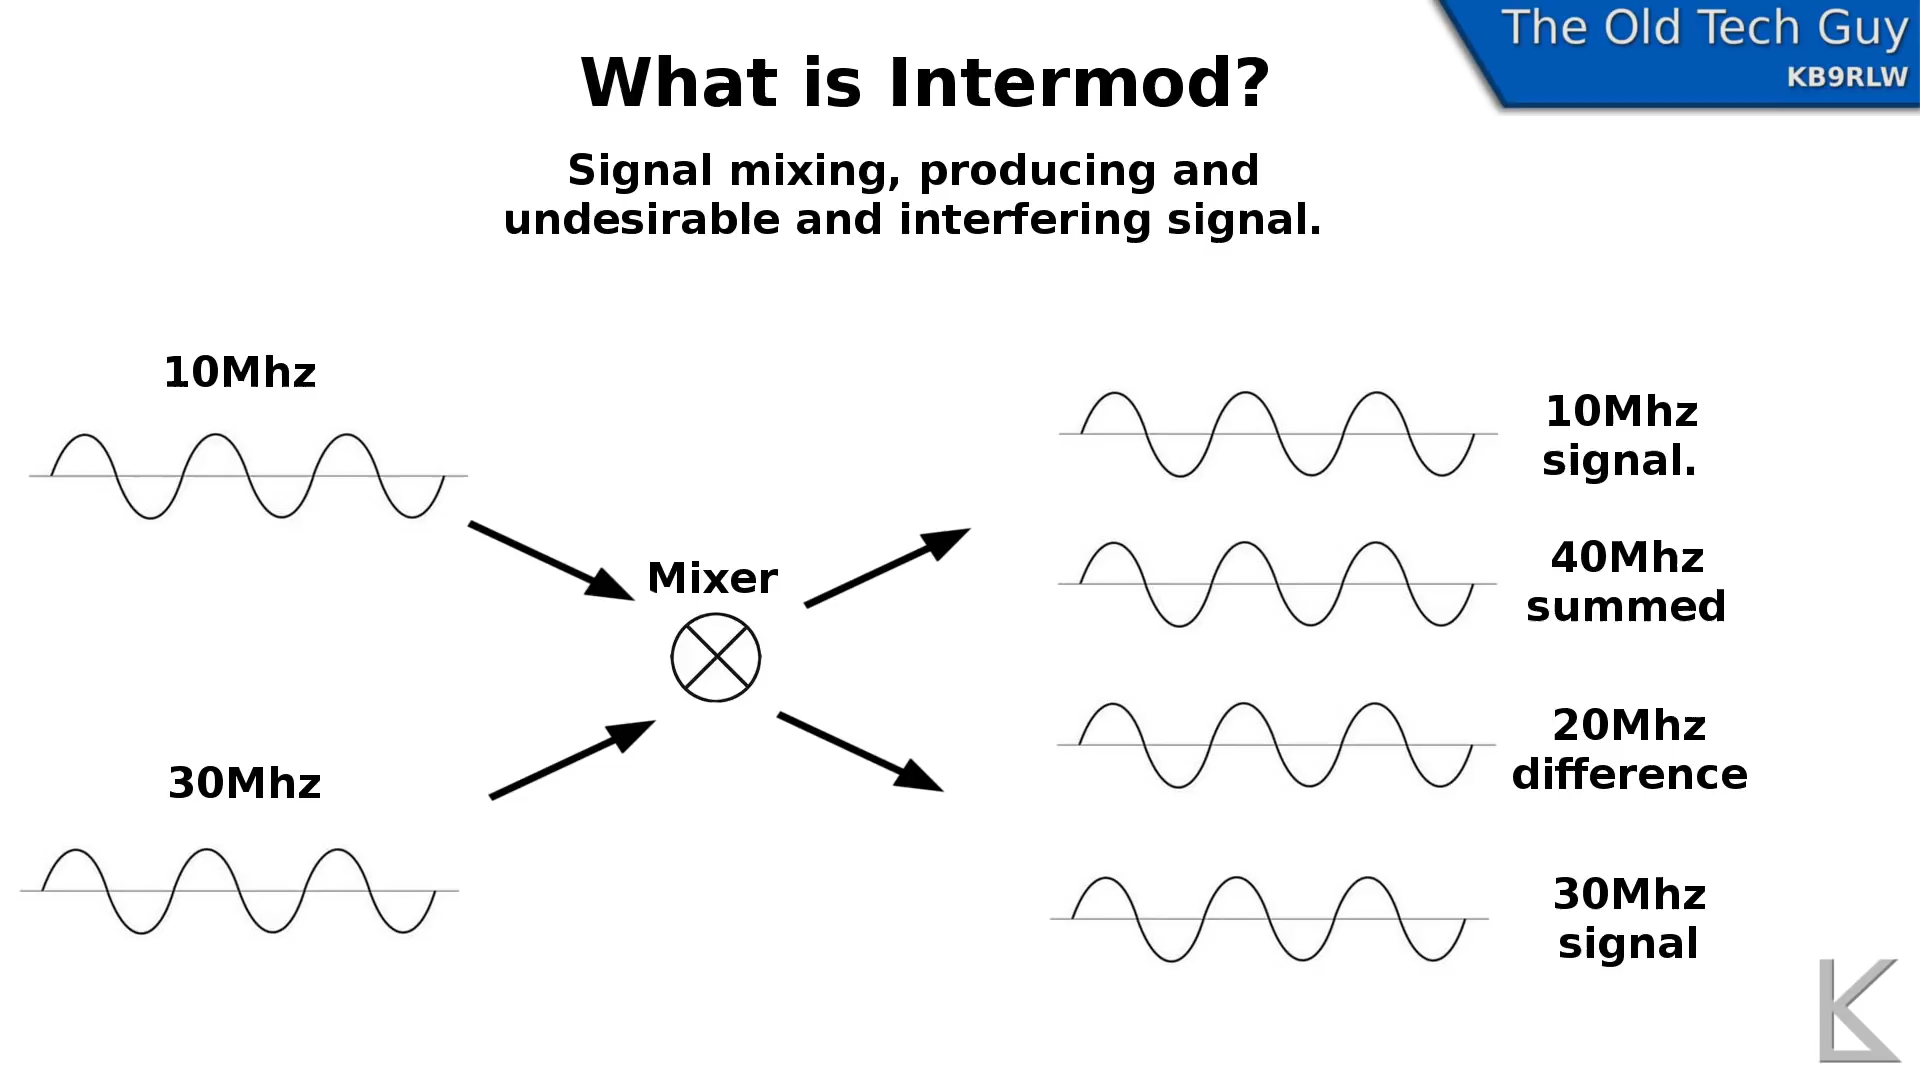 The Old Tech Guy
KB9RLW
What is Intermod?
Signal mixing, producing and
undesirable and interfering signal.
10Mhz
30Mhz
Mixer
10Mhz
signal.
40Mhz
summed
20Mhz
difference
30Mhz
signal
K